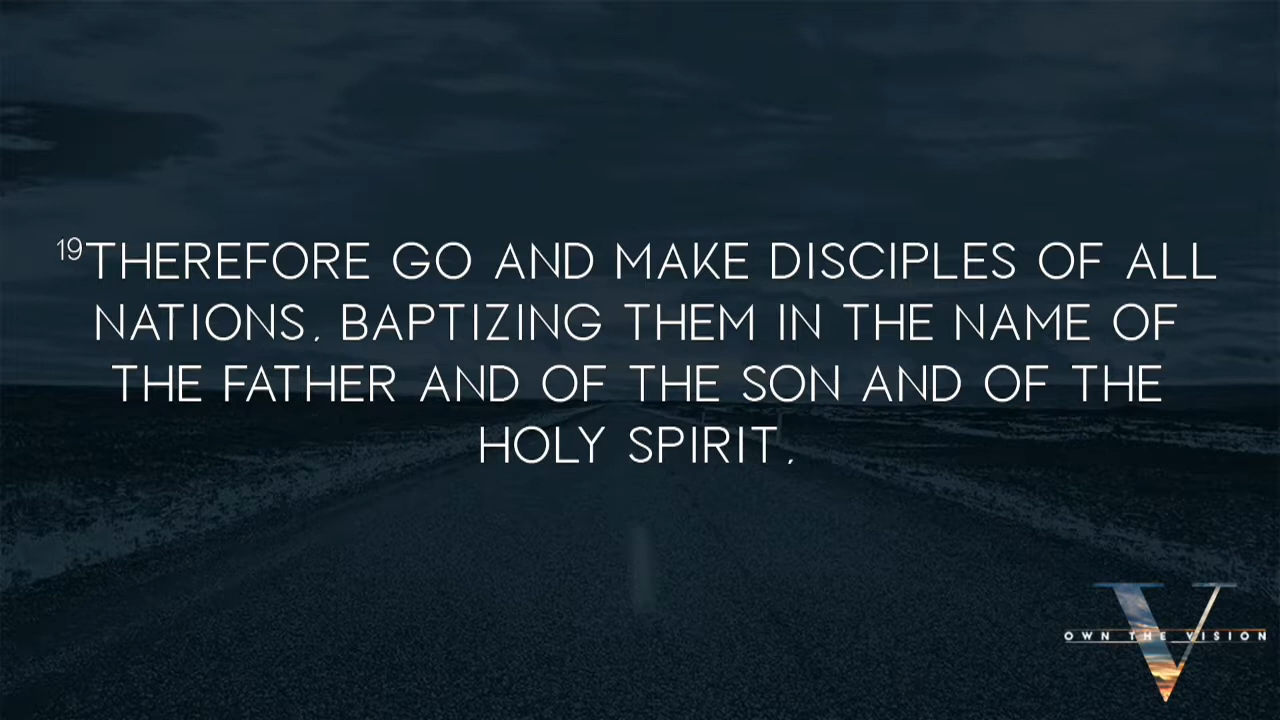 ¹⁹THEREFORE GO AND MAKE DISCIPLES OF ALL
NATIONS, BAPTIZING THEM IN THE NAME OF
THE FATHER AND OF THE SON AND OF THE
HOLY SPIRIT,
V
OWN THE VISION